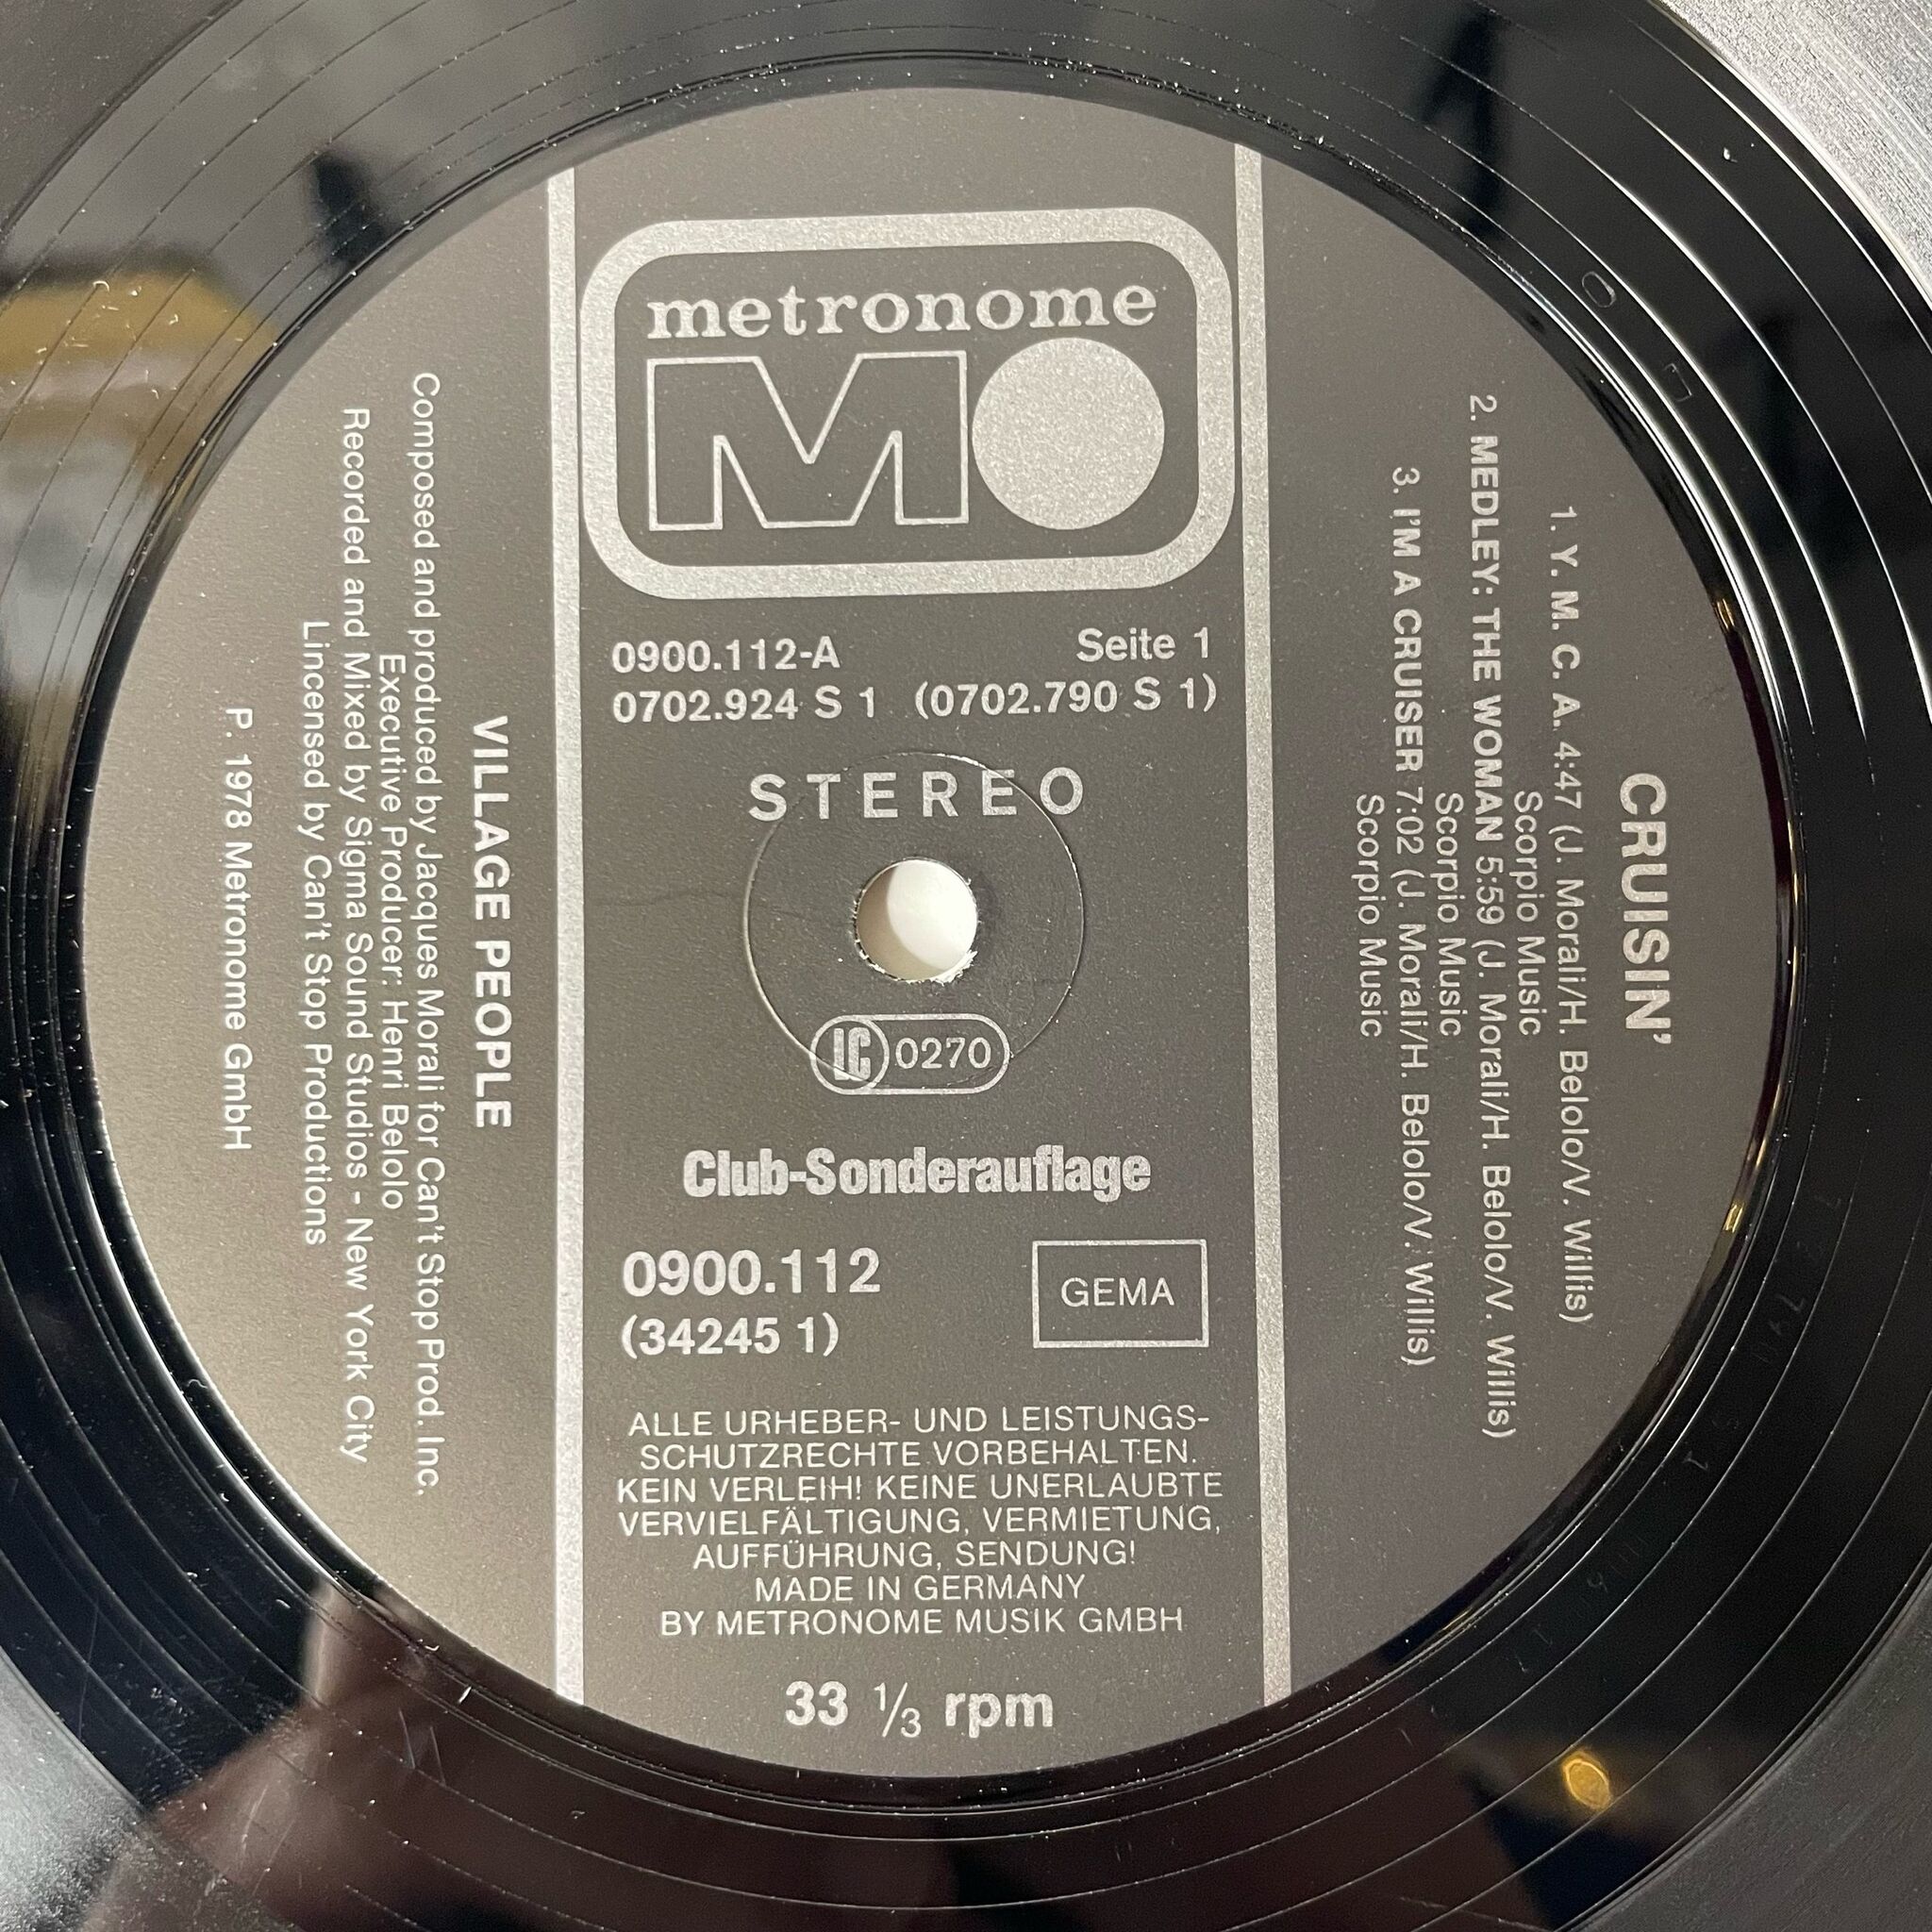 metronome
MO
0900.112-A Seite 1
0702.924 S 1 (0702.790 S 1)
STEREO
LC 0270
Club-Sonderauflage
0900.112
(34245 1)
GEMA
ALLE URHEBER- UND LEISTUNGS-
SCHUTZRECHTE VORBEHALTEN.
KEIN VERLEIH! KEINE UNERLAUBTE
VERVIELFÄLTIGUNG, VERMIETUNG,
AUFFÜHRUNG, SENDUNG!
MADE IN GERMANY
BY METRONOME MUSIK GMBH
33 1/3 rpm
CRUISIN'
1. Y. M. C. A. 4:47 (J. Morali/H. Belolo/V. Willis)
Scorpio Music
2. MEDLEY: THE WOMAN 5:59 (J. Morali/H. Belolo/V. Willis)
Scorpio Music
3. I'M A CRUISER 7:02 (J. Morali/H. Belolo/V. Willis)
Scorpio Music
VILLAGE PEOPLE
Composed and produced by Jacques Morali for Can't Stop Prod. Inc.
Executive Producer: Henri Belolo
Recorded and Mixed by Sigma Sound Studios - New York City
Lincensed by Can't Stop Productions
P. 1978 Metronome GmbH